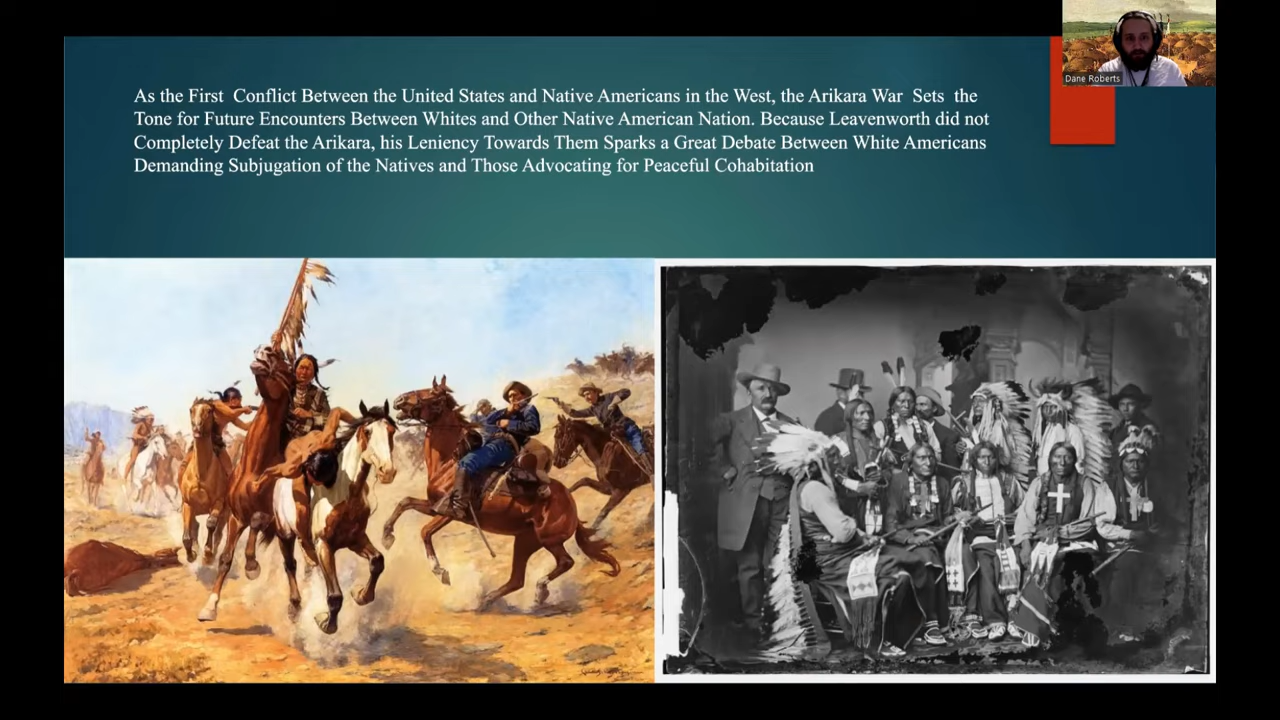 As the First Conflict Between the United States and Native Americans in the West, the Arikara War Sets the
Tone for Future Encounters Between Whites and Other Native American Nation. Because Leavenworth did not
Completely Defeat the Arikara, his Leniency Towards Them Sparks a Great Debate Between White Americans
Demanding Subjugation of the Natives and Those Advocating for Peaceful Cohabitation
Dane Roberts